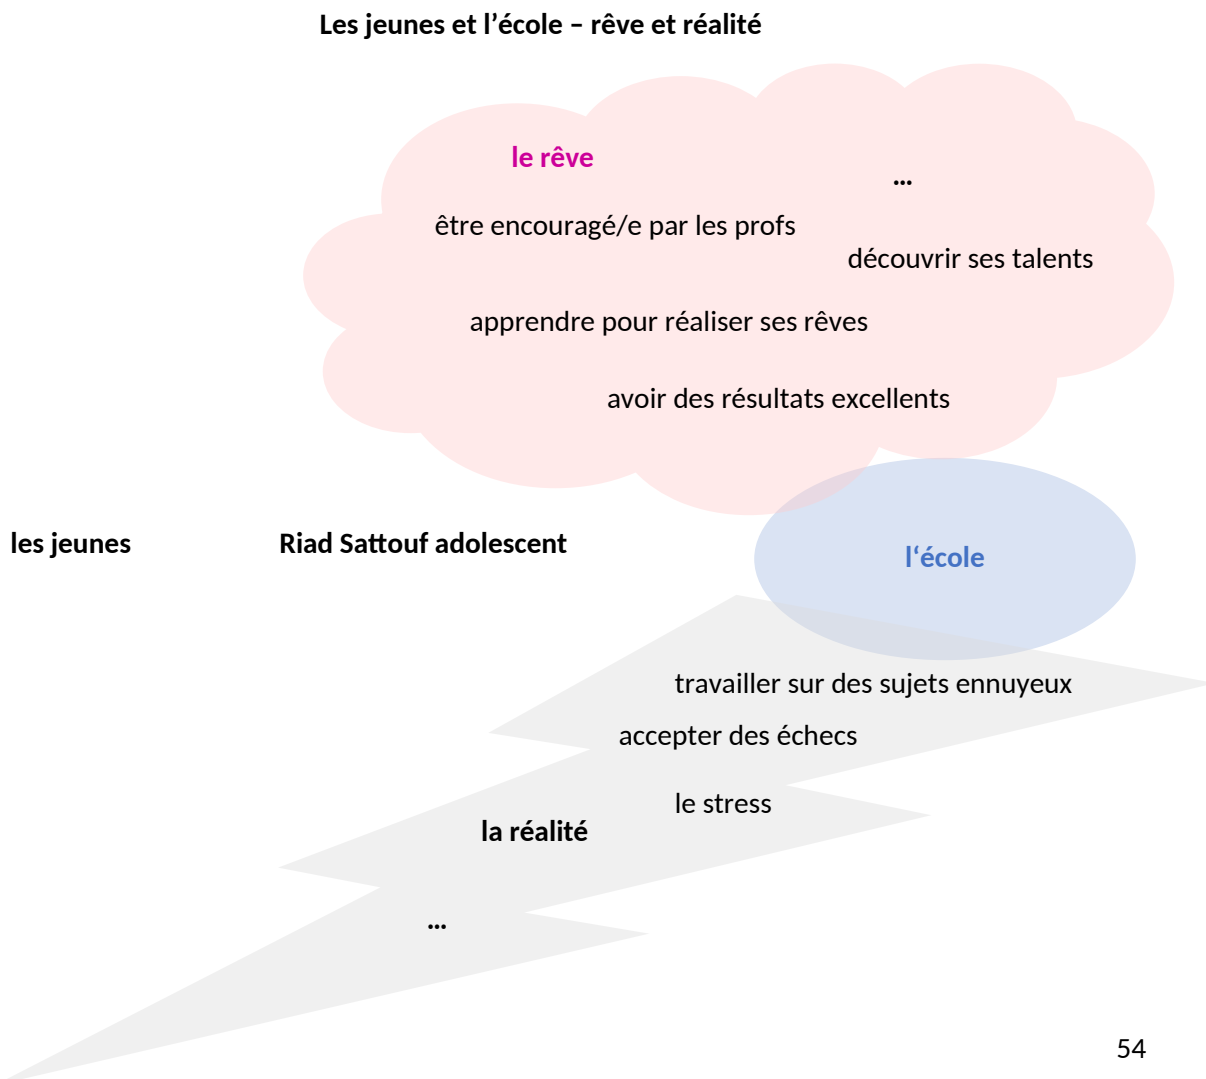 Les jeunes et l’école – rêve et réalité
le rêve
...
être encouragé/e par les profs
découvrir ses talents
apprendre pour réaliser ses rêves
avoir des résultats excellents
les jeunes
Riad Sattouf adolescent
l‘école
travailler sur des sujets ennuyeux
accepter des échecs
le stress
la réalité
...
54